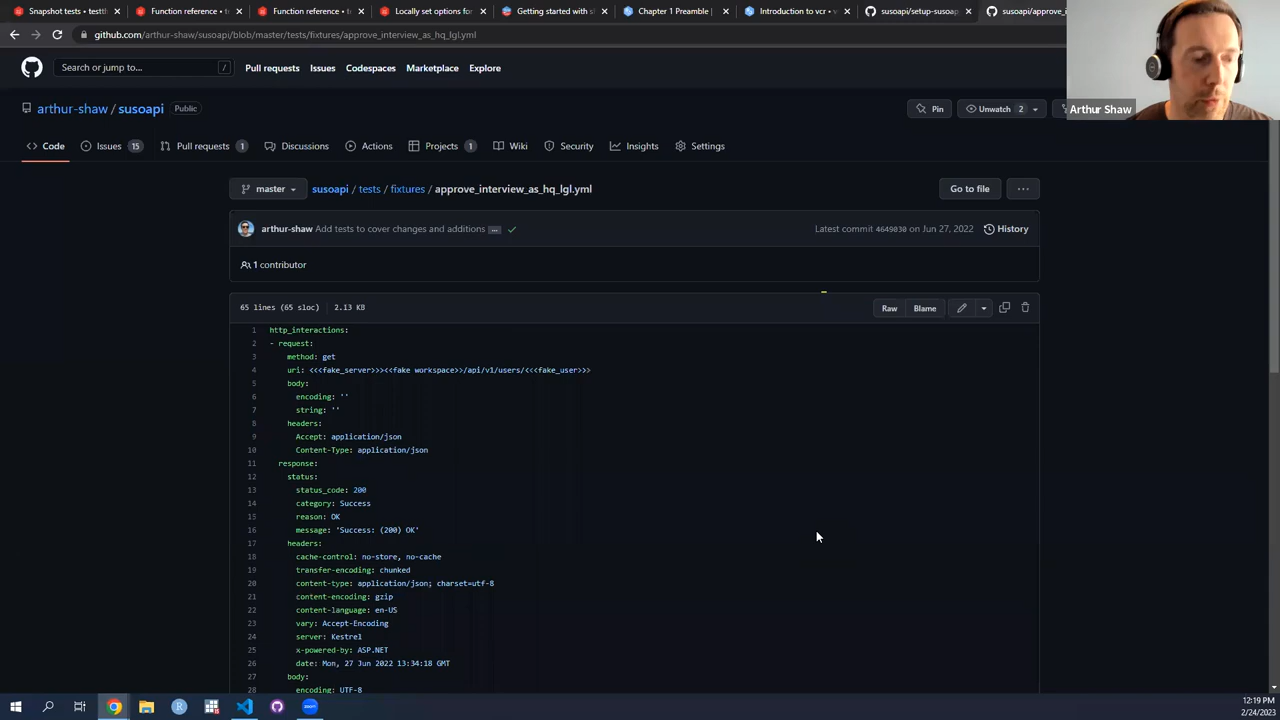 Snapshot tests • testth
Function reference • t
Function reference • t
Locally set option for
Getting started with s
Chapter 1 Preamble |
Introduction to vcr •
susoapi/setup-susoap
susoapi/approve_in
github.com/arthur-shaw/susoapi/blob/master/tests/fixtures/approve_interview_as_hq_lgl.yml
Search or jump to...
/
Pull requests
Issues
Codespaces
Marketplace
Explore
Arthur Shaw
arthur-shaw / susoapi
Public
Pin
Unwatch 2
Code
Issues 15
Pull requests 1
Discussions
Actions
Projects 1
Wiki
Security
Insights
Settings
master
susoapi / tests / fixtures / approve_interview_as_hq_lgl.yml
Go to file
...
arthur-shaw Add tests to cover changes and additions ...
Latest commit 4649030 on Jun 27, 2022
History
1 contributor
65 lines (65 sloc) 2.13 KB
Raw
Blame
1 http_interactions:
2 - request:
3 method: get
4 uri: <<<fake_server>>><<fake workspace>>/api/v1/users/<<<fake_user>>>
5 body:
6 encoding: ''
7 string: ''
8 headers:
9 Accept: application/json
10 Content-Type: application/json
11 response:
12 status:
13 status_code: 200
14 category: Success
15 reason: OK
16 message: 'Success: (200) OK'
17 headers:
18 cache-control: no-store, no-cache
19 transfer-encoding: chunked
20 content-type: application/json; charset=utf-8
21 content-encoding: gzip
22 content-language: en-US
23 vary: Accept-Encoding
24 server: Kestrel
25 x-powered-by: ASP.NET
26 date: Mon, 27 Jun 2022 13:34:18 GMT
27 body:
28 encoding: UTF-8
12:19 PM
2/24/2023